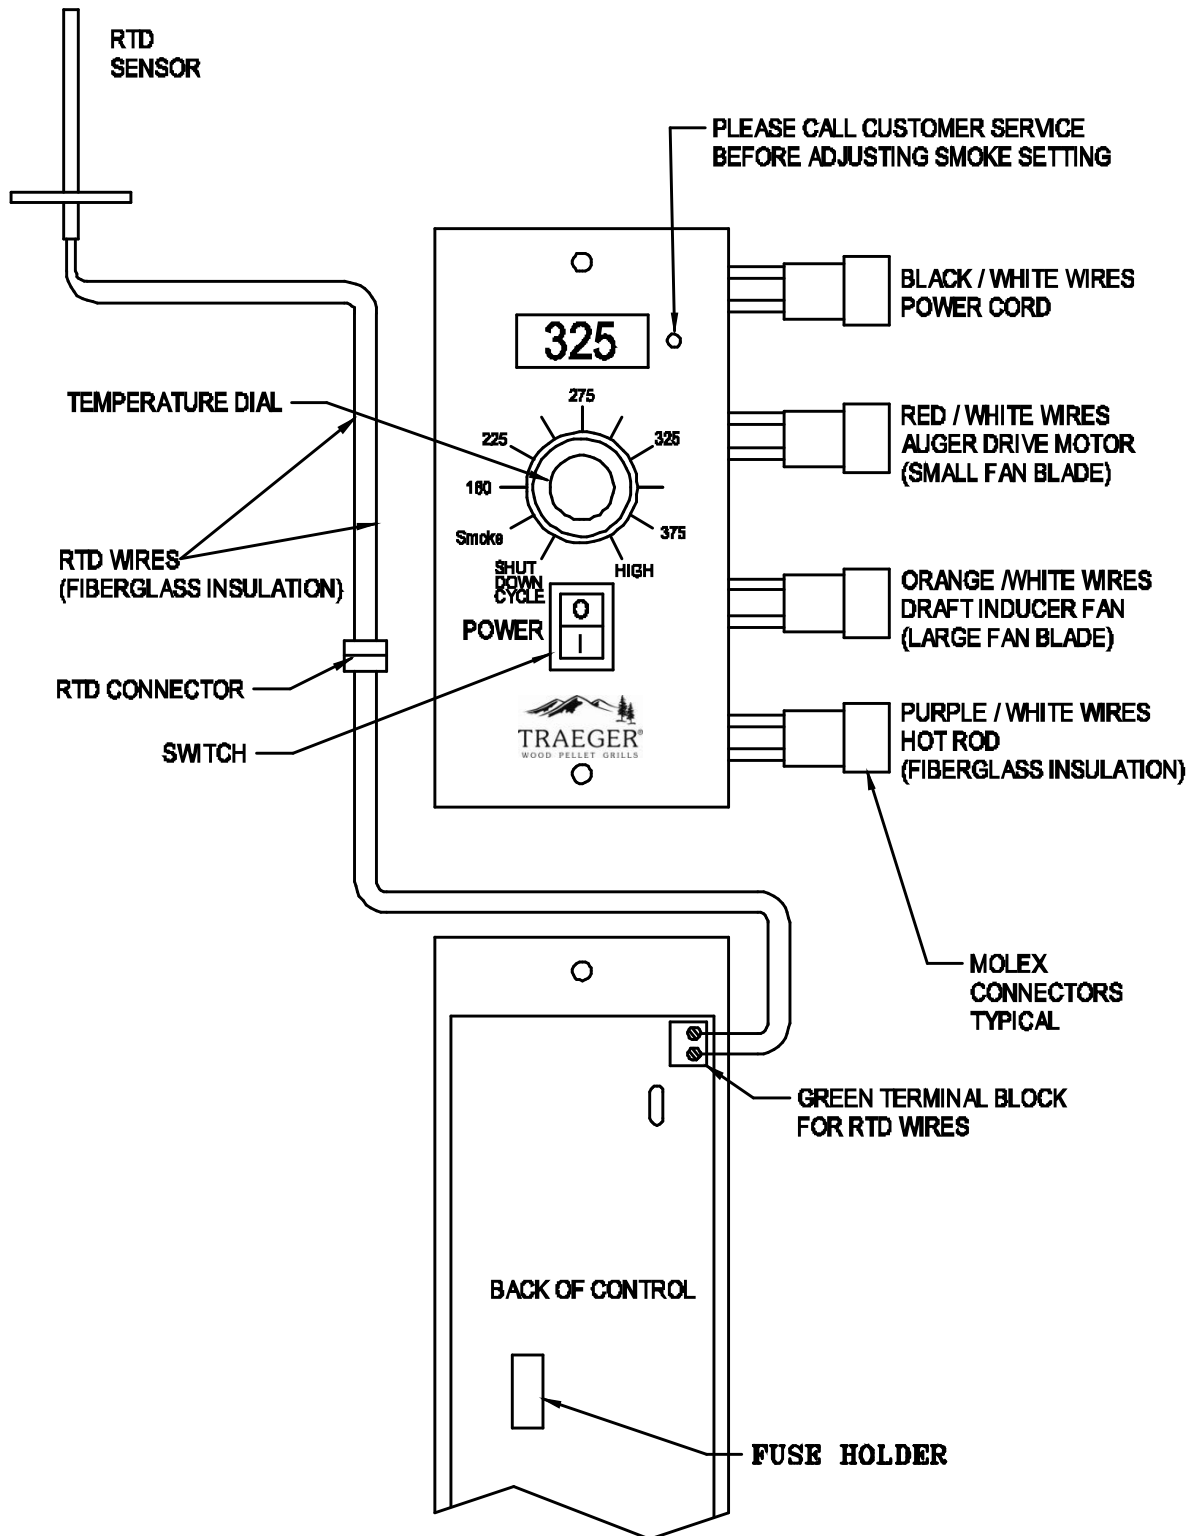 RTD
SENSOR
PLEASE CALL CUSTOMER SERVICE
BEFORE ADJUSTING SMOKE SETTING
BLACK / WHITE WIRES
POWER CORD
325
TEMPERATURE DIAL
275
225
325
160
375
Smoke
SHUT
DOWN
CYCLE
HIGH
RED / WHITE WIRES
AUGER DRIVE MOTOR
(SMALL FAN BLADE)
RTD WIRES
(FIBERGLASS INSULATION)
ORANGE /WHITE WIRES
DRAFT INDUCER FAN
(LARGE FAN BLADE)
POWER
O
I
RTD CONNECTOR
SWITCH
TRAEGER®
WOOD PELLET GRILLS
PURPLE / WHITE WIRES
HOT ROD
(FIBERGLASS INSULATION)
MOLEX
CONNECTORS
TYPICAL
GREEN TERMINAL BLOCK
FOR RTD WIRES
BACK OF CONTROL
FUSE HOLDER